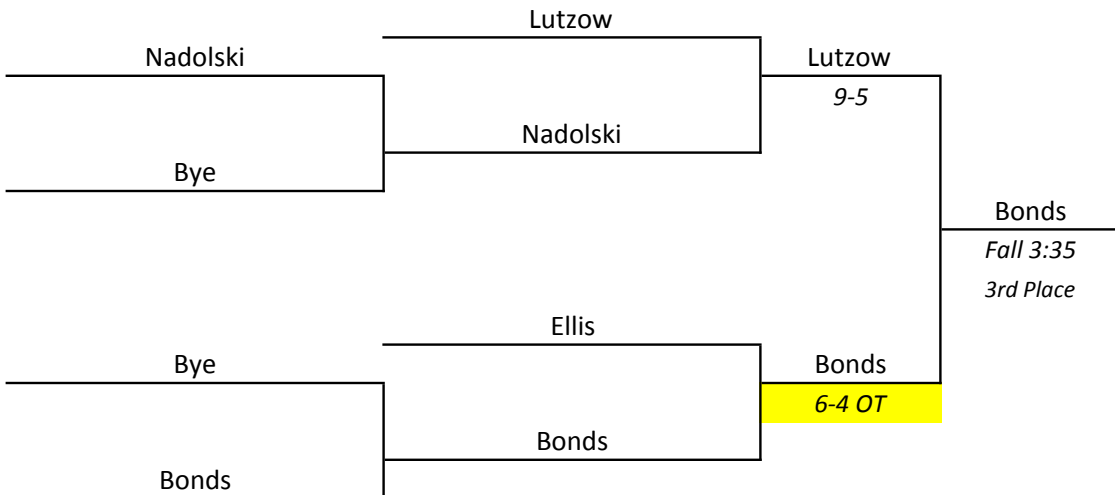 Lutzow
Nadolski
Lutzow
9-5
Nadolski
Bye
Bonds
Fall 3:35
3rd Place
Ellis
Bye
Bonds
6-4 OT
Bonds
Bonds